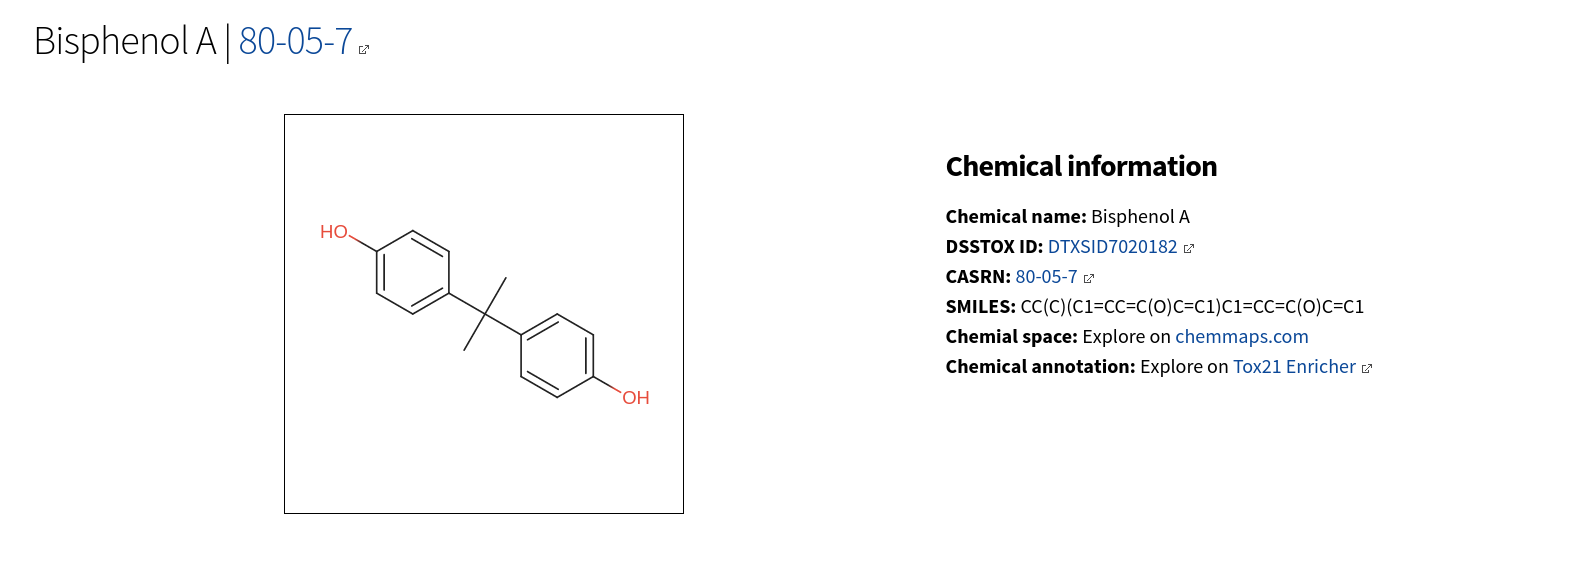 Bisphenol A | 80-05-7
HO
OH
Chemical information
Chemical name: Bisphenol A
DSSTOX ID: DTXSID7020182
CASRN: 80-05-7
SMILES: CC(C)(C1=CC=C(O)C=C1)C1=CC=C(O)C=C1
Chemial space: Explore on chemmaps.com
Chemical annotation: Explore on Tox21 Enricher